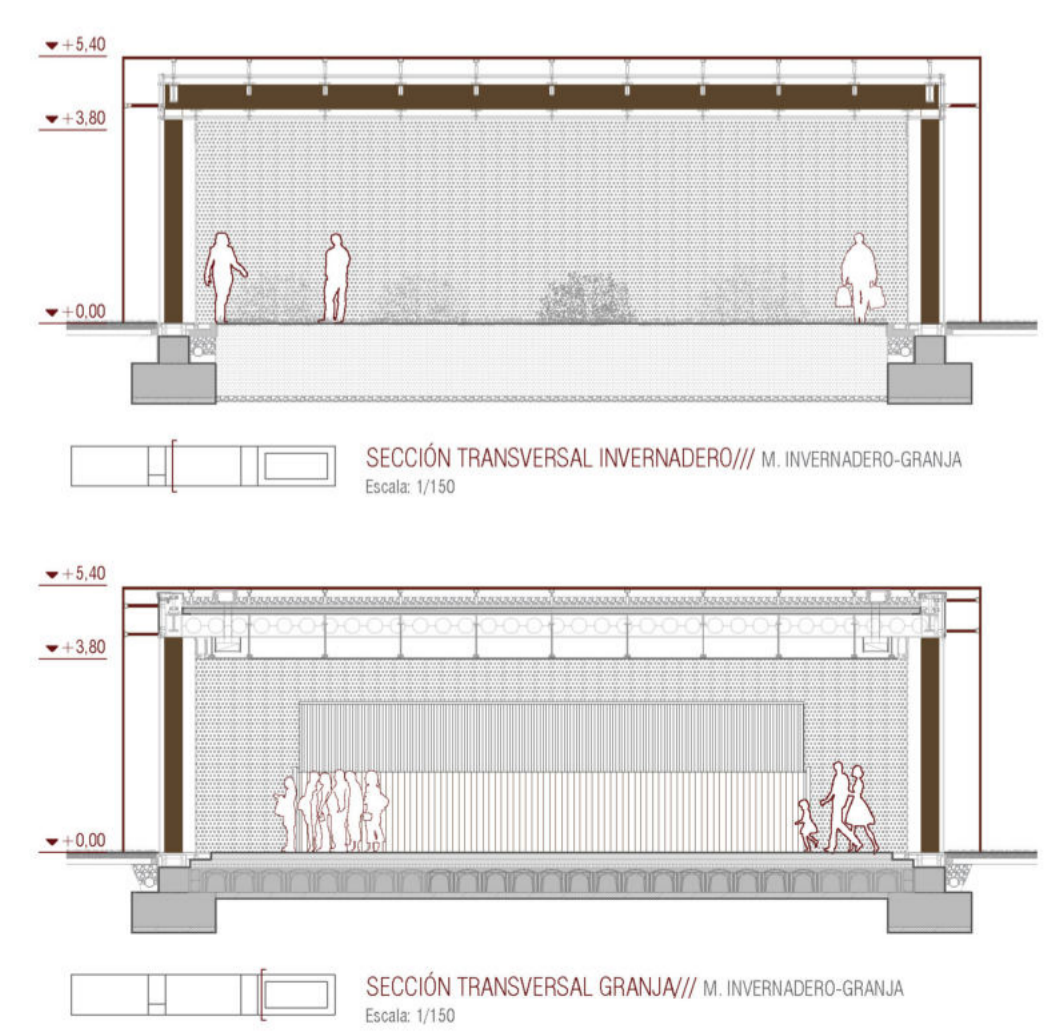 +5,40
+3,80
+0,00
SECCIÓN TRANSVERSAL INVERNADERO/// M. INVERNADERO-GRANJA
Escala: 1/150
+5,40
+3,80
+0,00
SECCIÓN TRANSVERSAL GRANJA/// M. INVERNADERO-GRANJA
Escala: 1/150